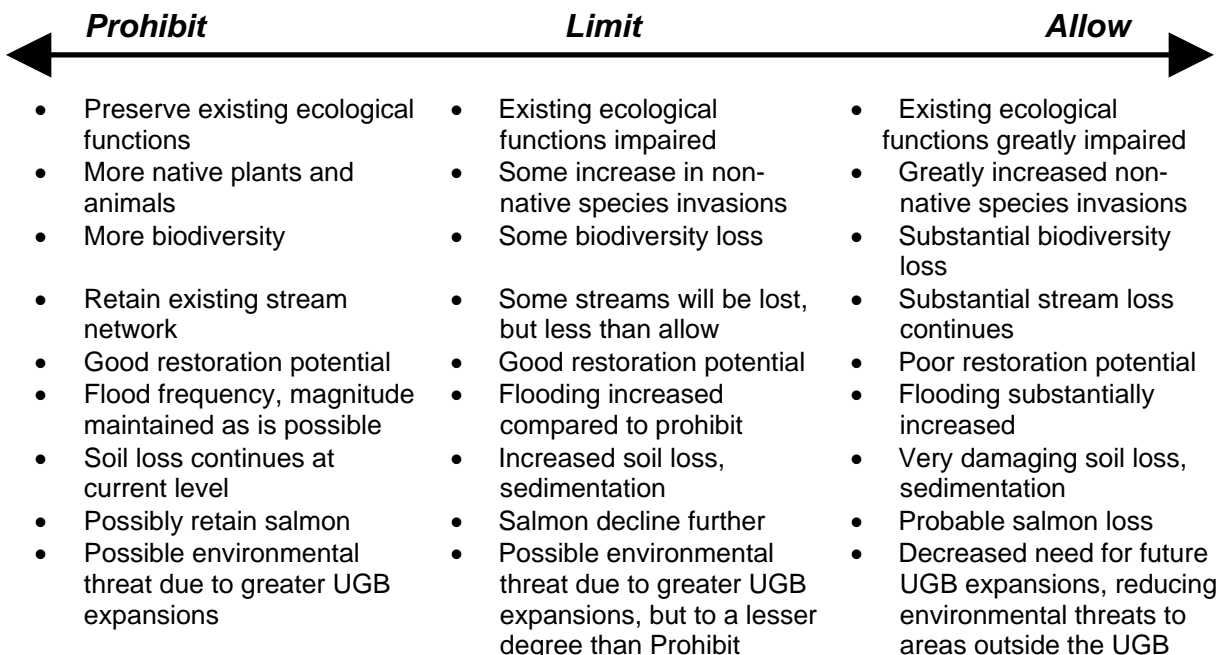 Prohibit Limit Allow
• Preserve existing ecological
functions
• More native plants and
animals
• More biodiversity
• Retain existing stream
network
• Good restoration potential
• Flood frequency, magnitude
maintained as is possible
• Soil loss continues at
current level
• Possibly retain salmon
• Possible environmental
threat due to greater UGB
expansions
• Existing ecological
functions impaired
• Some increase in non-
native species invasions
• Some biodiversity loss
• Some streams will be lost,
but less than allow
• Good restoration potential
• Flooding increased
compared to prohibit
• Increased soil loss,
sedimentation
• Salmon decline further
• Possible environmental
threat due to greater UGB
expansions, but to a lesser
degree than Prohibit
• Existing ecological
functions greatly impaired
• Greatly increased non-
native species invasions
• Substantial biodiversity
loss
• Substantial stream loss
continues
• Poor restoration potential
• Flooding substantially
increased
• Very damaging soil loss,
sedimentation
• Probable salmon loss
• Decreased need for future
UGB expansions, reducing
environmental threats to
areas outside the UGB